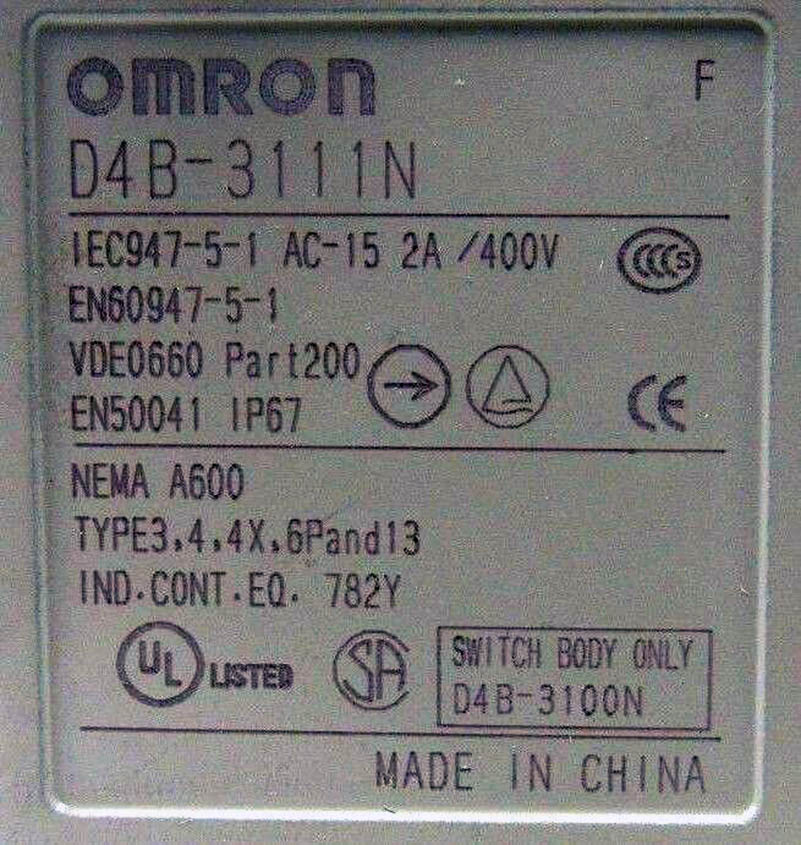 OMRON F
D4B-3111N
IEC947-5-1 AC-15 2A /400V
CCC S
EN60947-5-1
VDE0660 Part200
EN50041 IP67
CE
NEMA A600
TYPE3,4,4X,6Pand13
IND.CONT.EQ. 782Y
UL LISTED
SA
SWITCH BODY ONLY
D4B-3100N
MADE IN CHINA